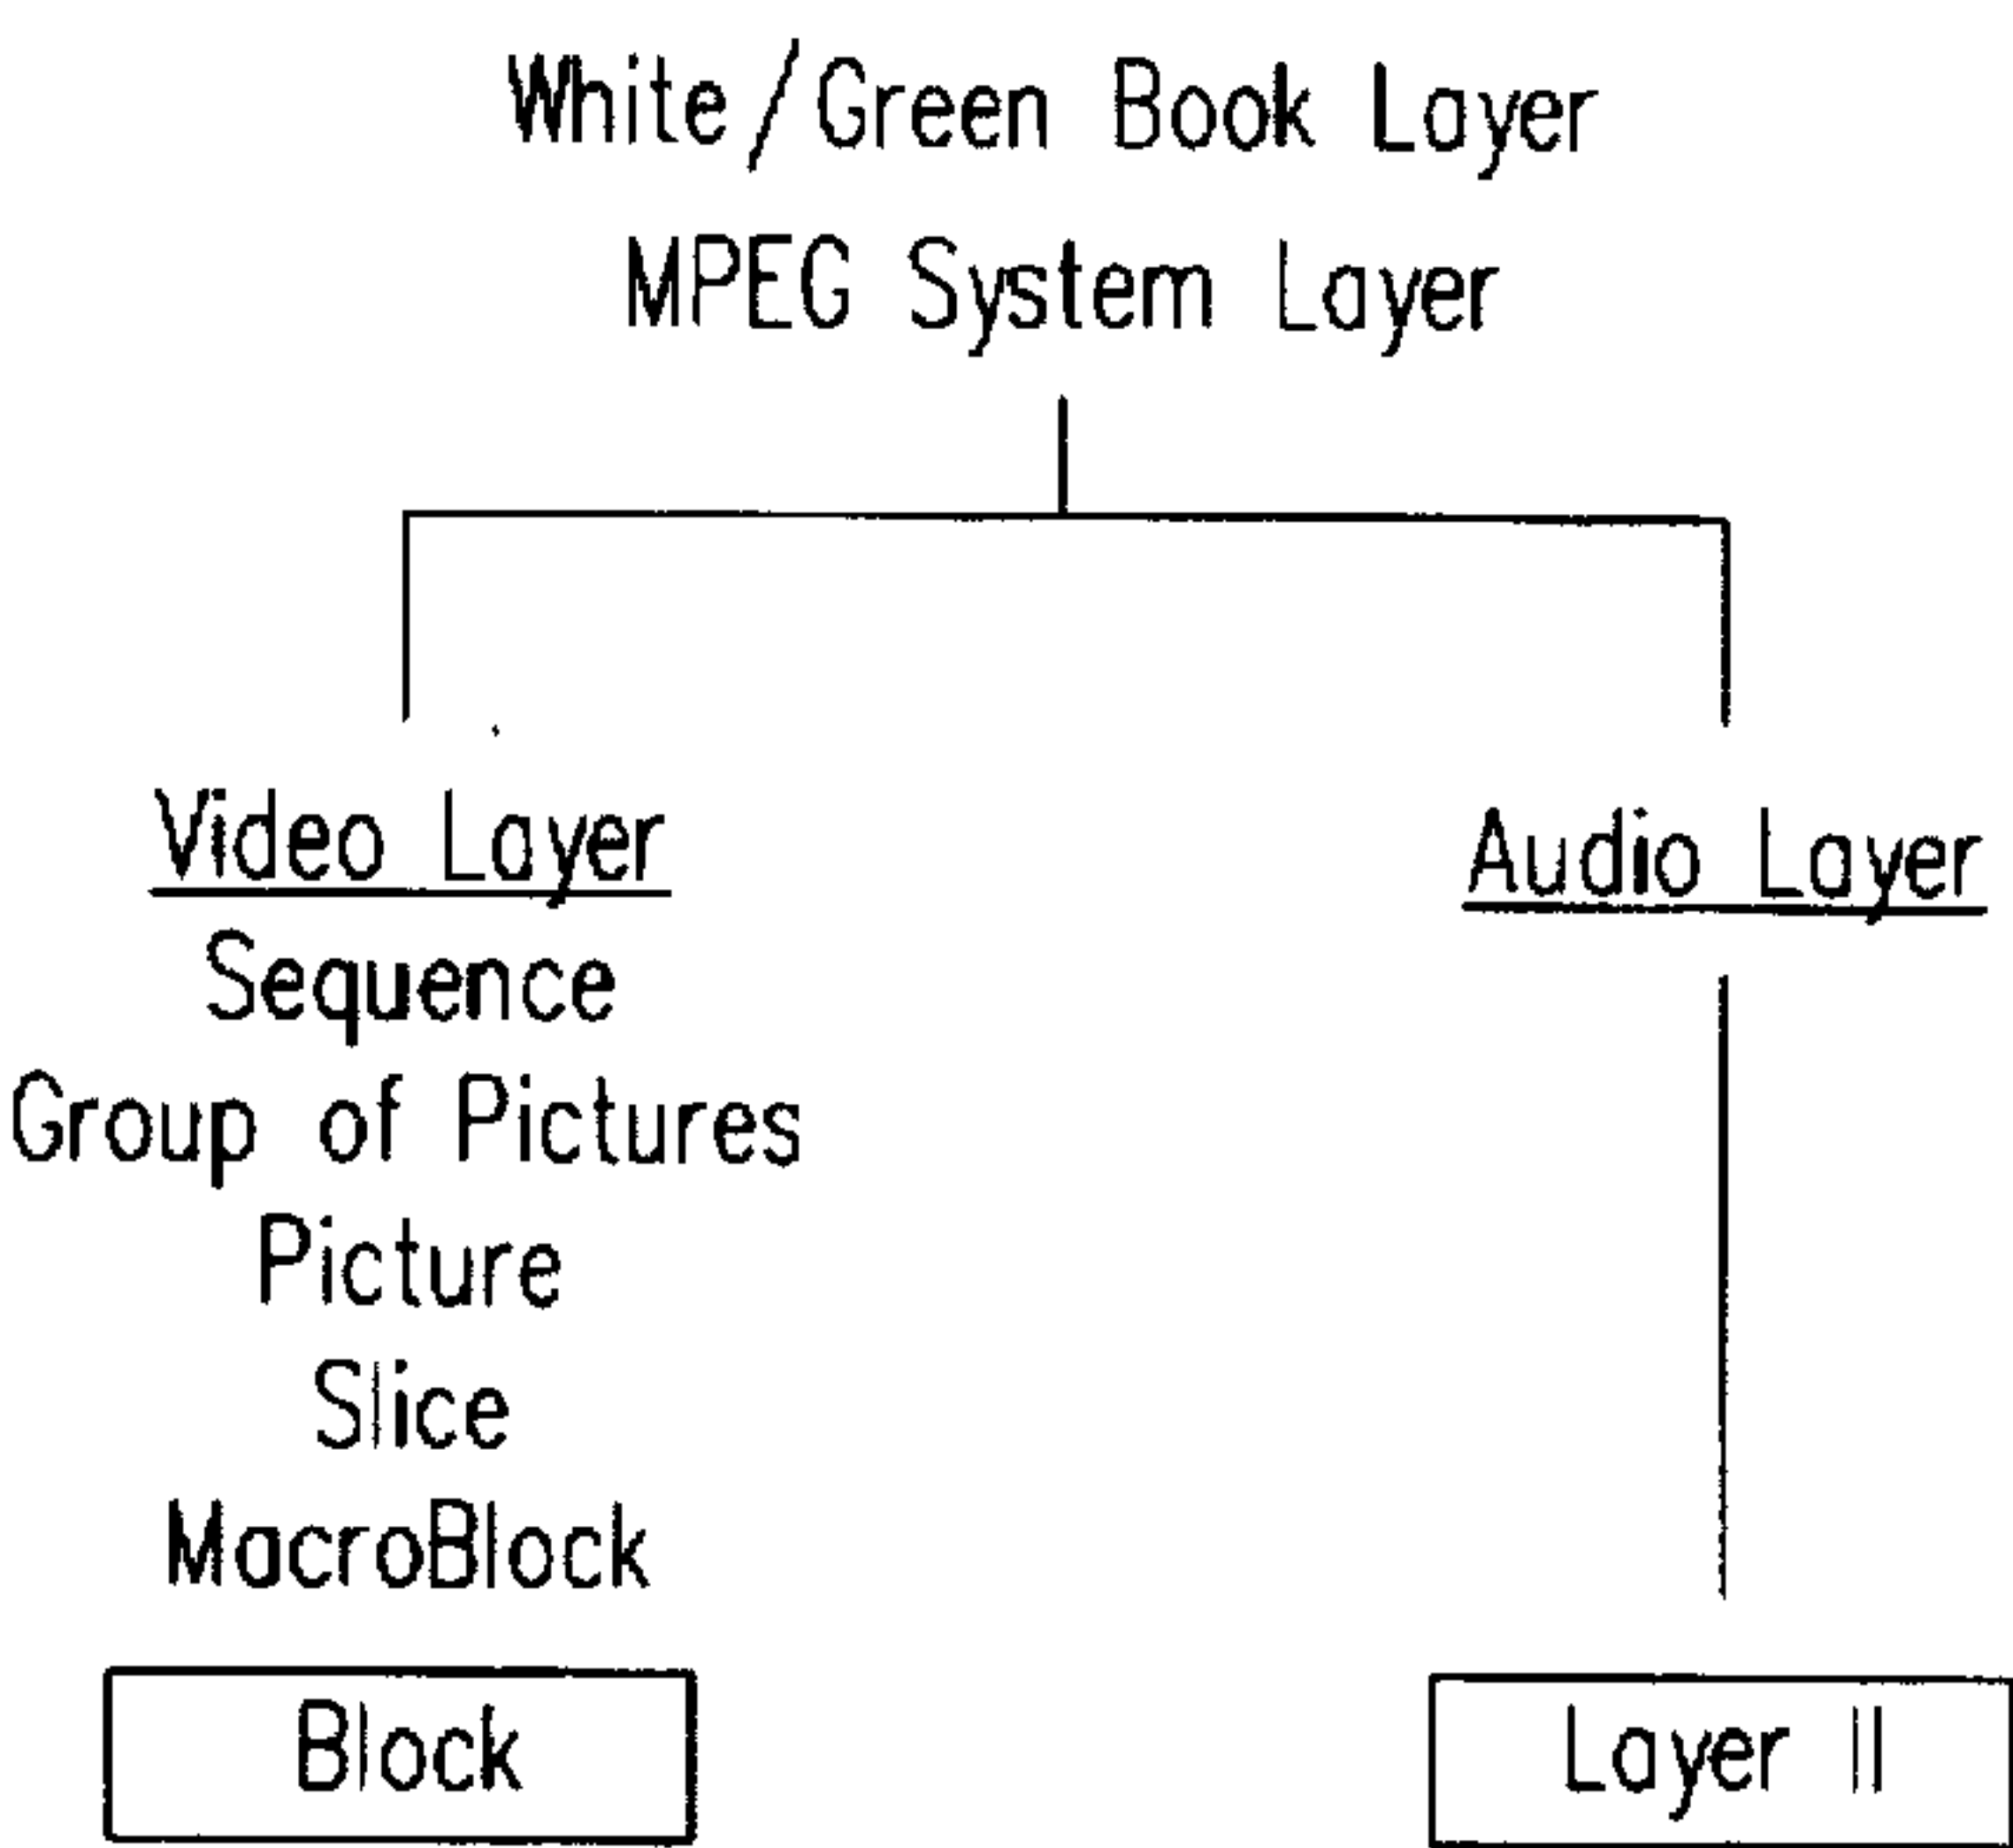 White/Green Book Layer
MPEG System Layer
Video Layer
Sequence
Group of Pictures
Picture
Slice
MacroBlock
Block
Audio Layer
Layer II